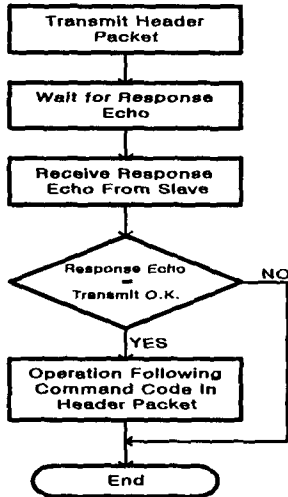 Transmit Header
Packet
Wait for Response
Echo
Receive Response
Echo From Slave
Response Echo
=
Transmit O.K.
NO
YES
Operation Following
Command Code In
Header Packet
End